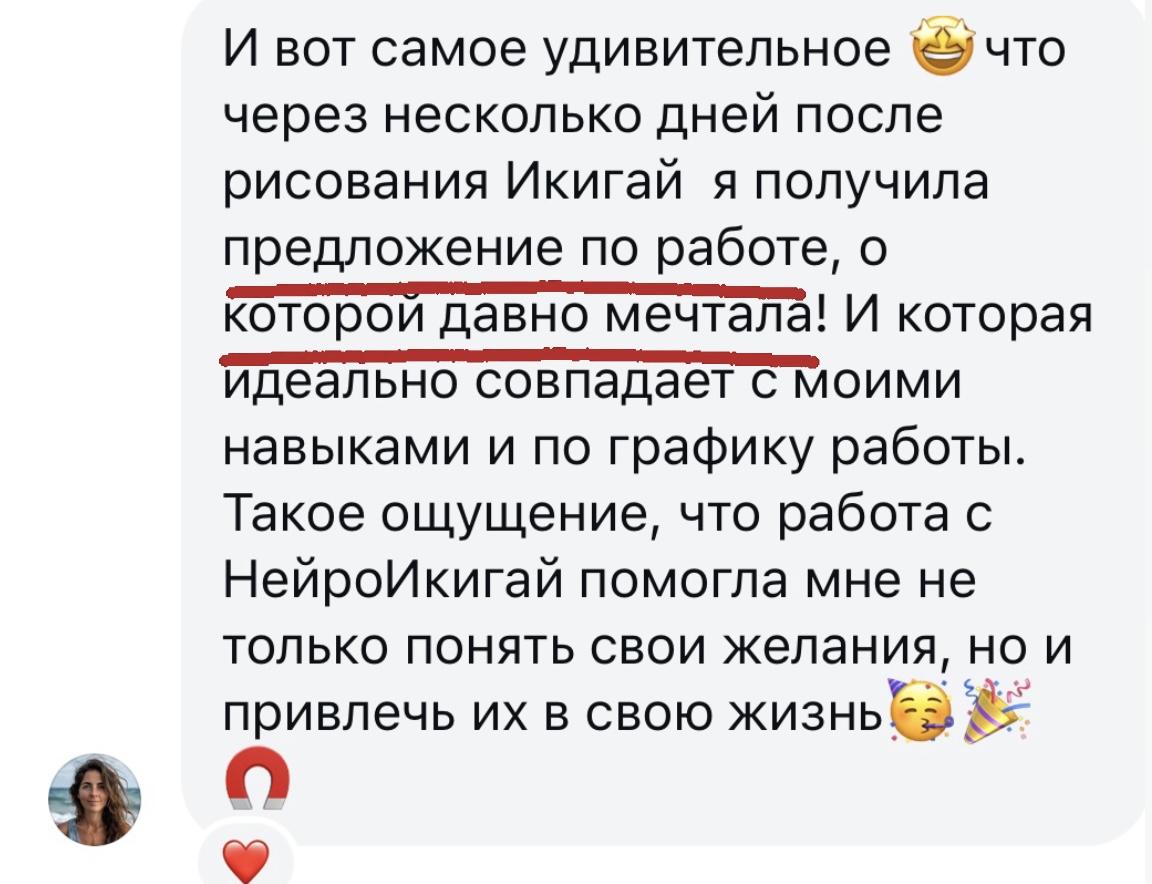 И вот самое удивительное 🤩 что
через несколько дней после
рисования Икигай  я получила
предложение по работе, о
которой давно мечтала! И которая
идеально совпадает с моими
навыками и по графику работы.
Такое ощущение, что работа с
НейроИкигай помогла мне не
только понять свои желания, но и
привлечь их в свою жизнь🥳🎉
🧲
❤️